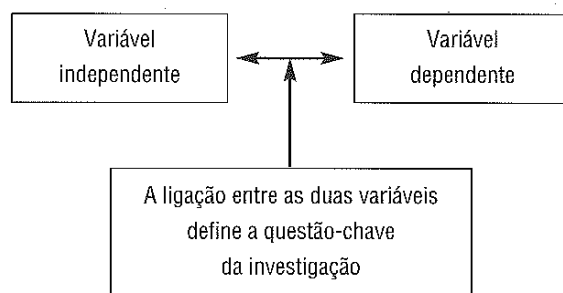 Variável
independente
Variável
dependente
A ligação entre as duas variáveis
define a questão-chave
da investigação